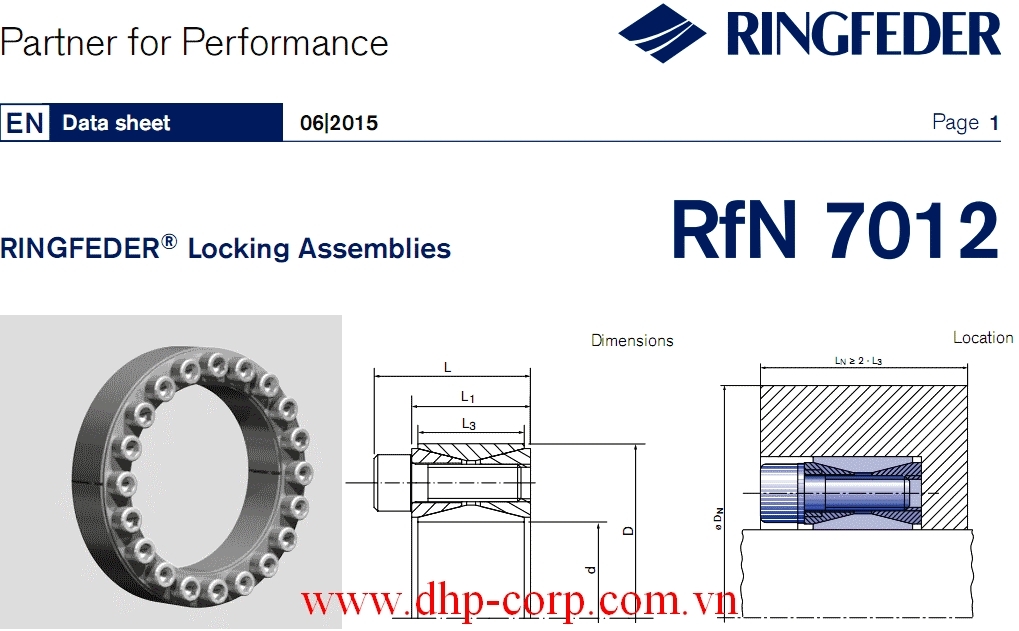 Partner for Performance
RINGFEDER
EN Data sheet 06|2015 Page 1
RINGFEDER® Locking Assemblies
RfN 7012
Dimensions
Location
L
L1
L3
D
d
LN ≥ 2 · L3
ø DN
www.dhp-corp.com.vn